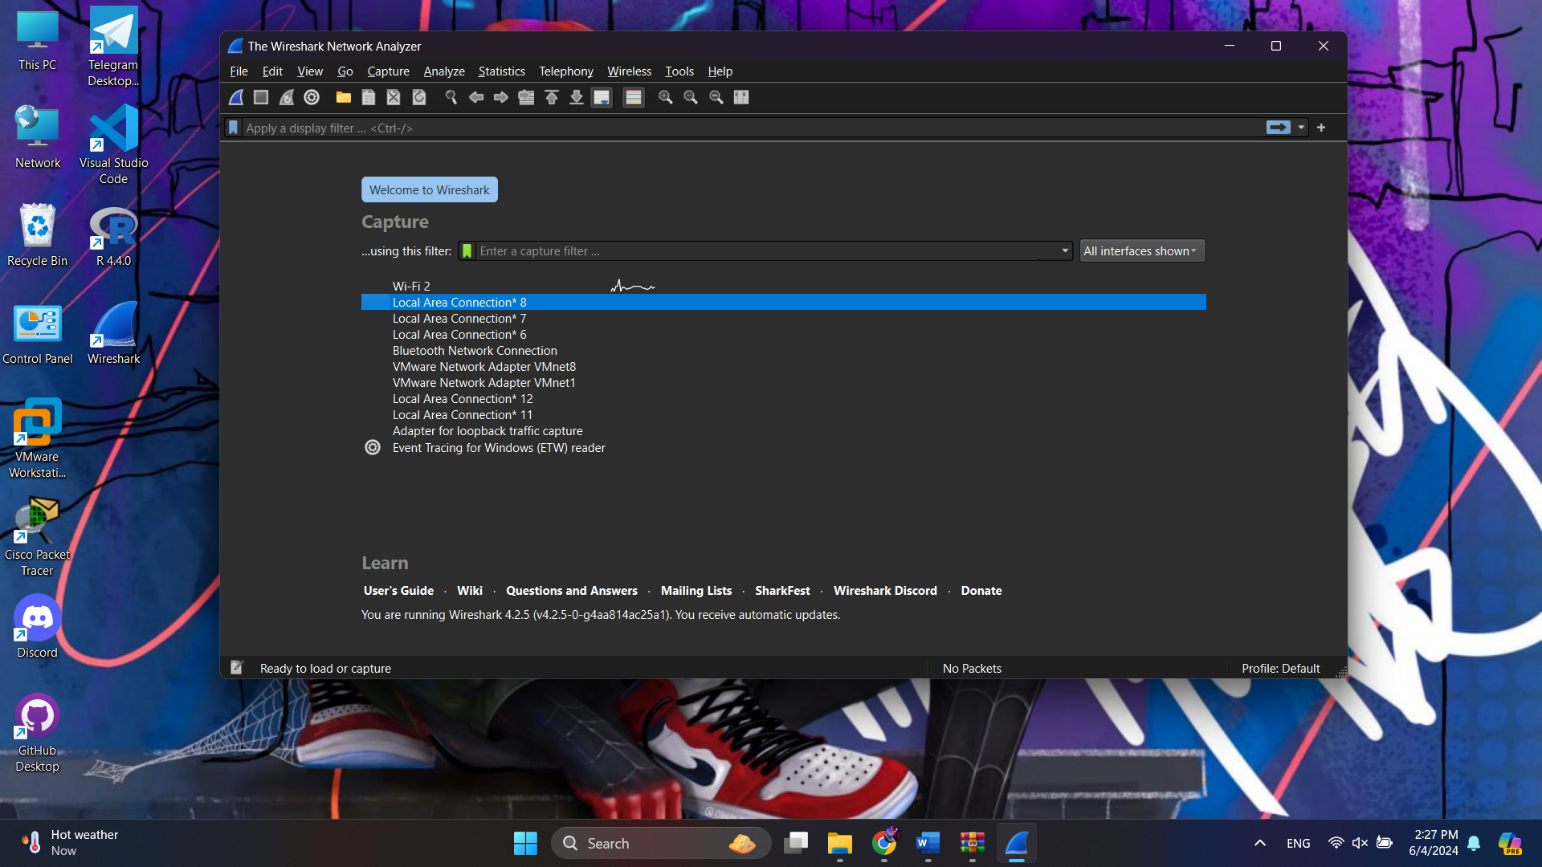 This PC
Telegram
Desktop...
Network
Visual Studio
Code
Recycle Bin
R 4.4.0
Control Panel
Wireshark
VMware
Workstati...
Cisco Packet
Tracer
Discord
GitHub
Desktop
The Wireshark Network Analyzer
File Edit View Go Capture Analyze Statistics Telephony Wireless Tools Help
Apply a display filter ... <Ctrl-/>
Welcome to Wireshark
Capture
...using this filter: Enter a capture filter ... All interfaces shown
Wi-Fi 2
Local Area Connection* 8
Local Area Connection* 7
Local Area Connection* 6
Bluetooth Network Connection
VMware Network Adapter VMnet8
VMware Network Adapter VMnet1
Local Area Connection* 12
Local Area Connection* 11
Adapter for loopback traffic capture
Event Tracing for Windows (ETW) reader
Learn
User's Guide · Wiki · Questions and Answers · Mailing Lists · SharkFest · Wireshark Discord · Donate
You are running Wireshark 4.2.5 (v4.2.5-0-g4aa814ac25a1). You receive automatic updates.
Ready to load or capture No Packets Profile: Default
Hot weather
Now
Search
ENG
2:27 PM
6/4/2024
PRE